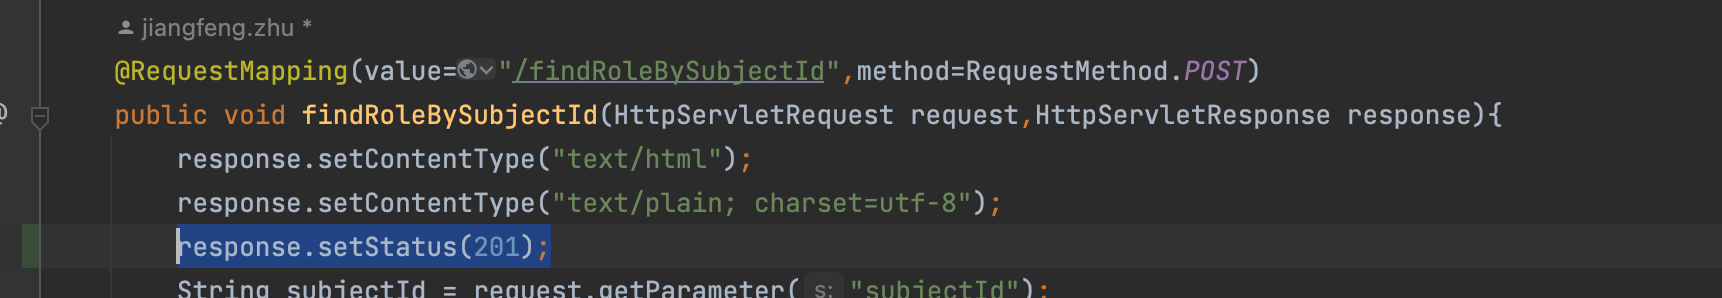 jiangfeng.zhu *
@RequestMapping(value="/findRoleBySubjectId",method=RequestMethod.POST)
public void findRoleBySubjectId(HttpServletRequest request,HttpServletResponse response){
response.setContentType("text/html");
response.setContentType("text/plain; charset=utf-8");
response.setStatus(201);
String subjectId = request.getParameter( s: "subjectId");